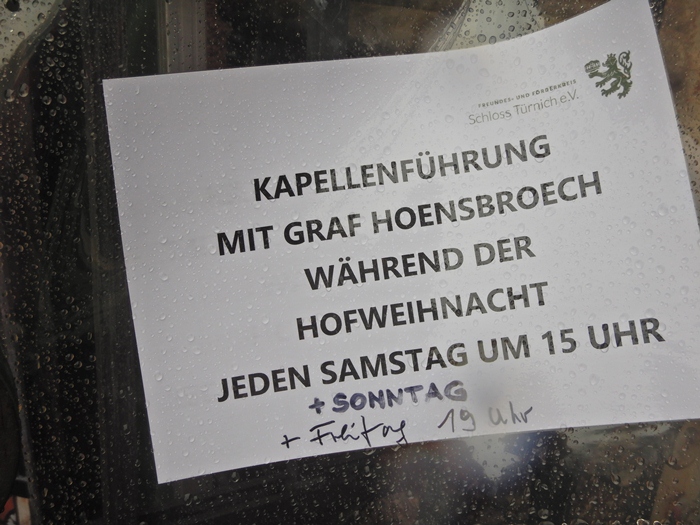 FREUNDES- UND FÖRDERKREIS
Schloss Türnich e.V.
KAPELLENFÜHRUNG
MIT GRAF HOENSBROECH
WÄHREND DER
HOFWEIHNACHT
JEDEN SAMSTAG UM 15 UHR
+ SONNTAG
+ Freitag 19 Uhr